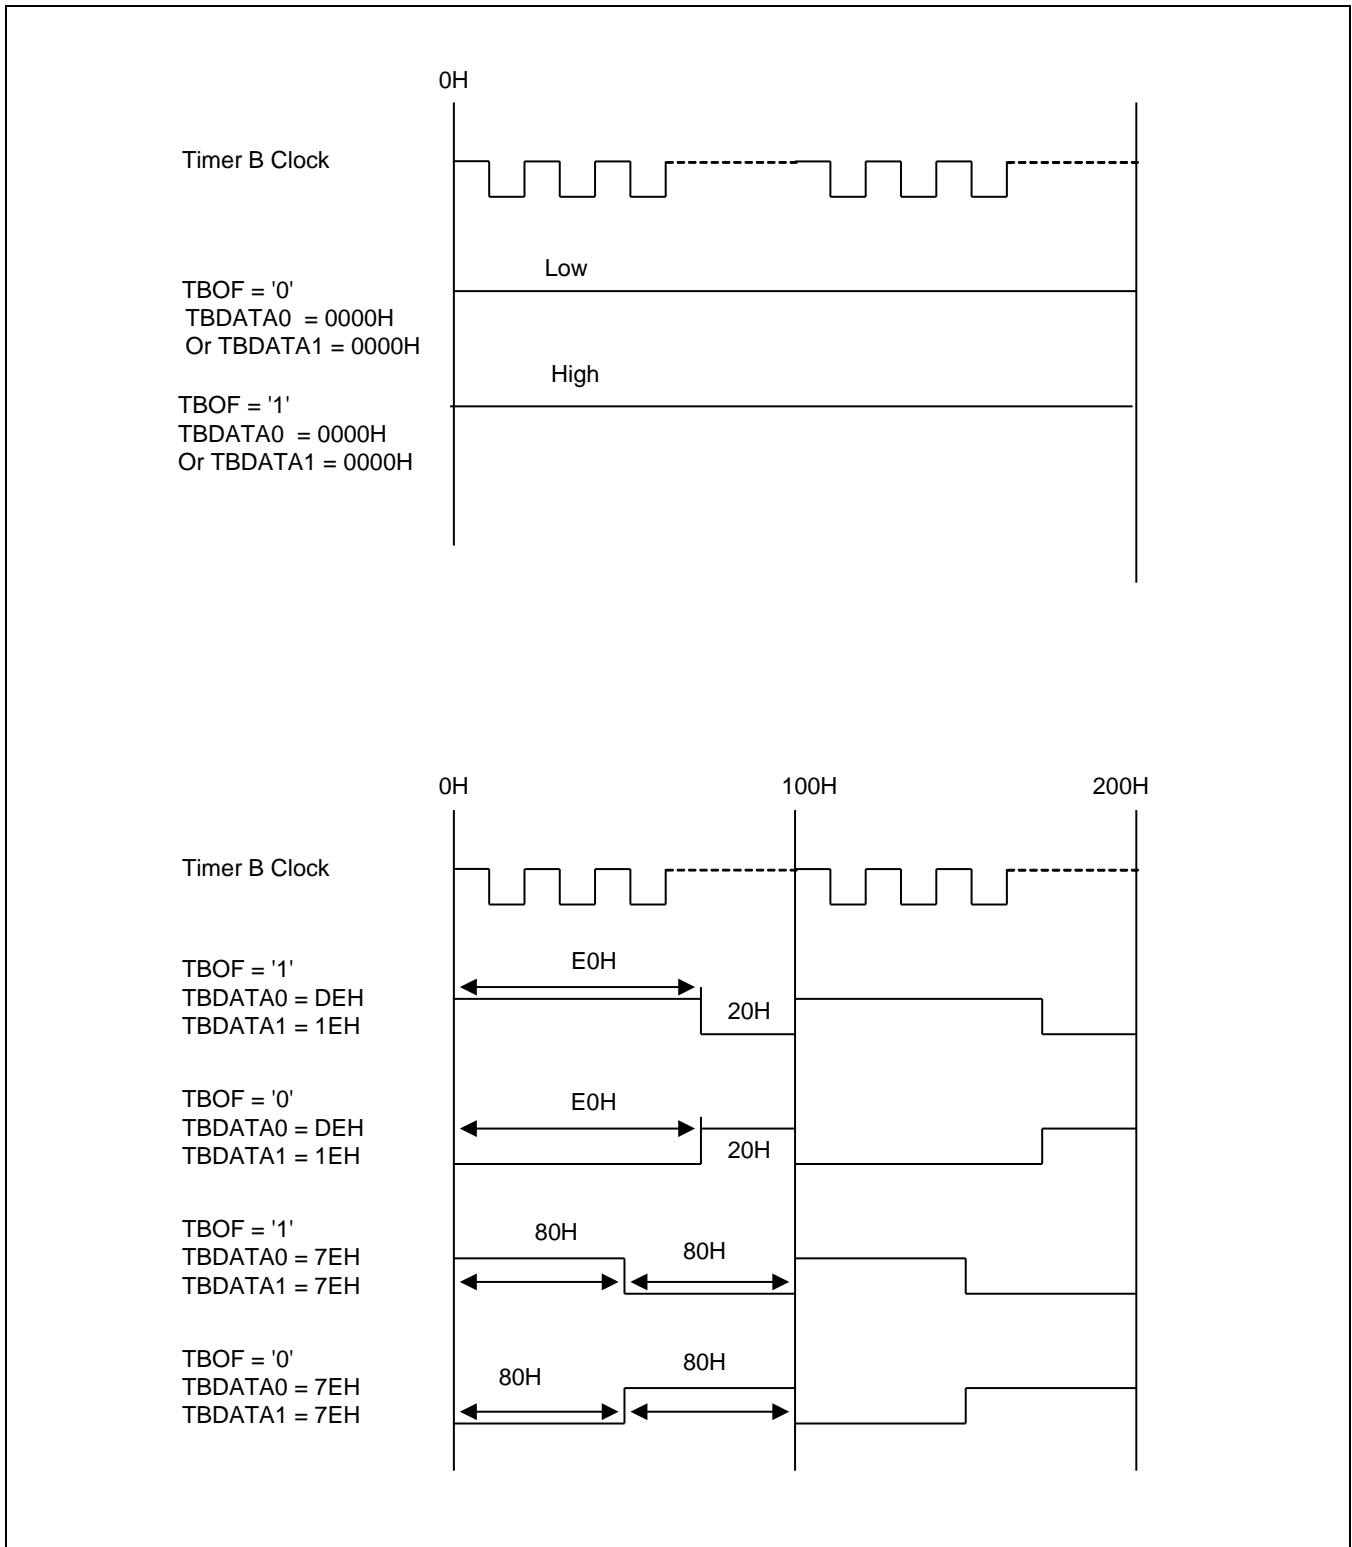 0H
Timer B Clock
Low
TBOF = '0'
TBDATA0 = 0000H
Or TBDATA1 = 0000H
High
TBOF = '1'
TBDATA0 = 0000H
Or TBDATA1 = 0000H
0H 100H 200H
Timer B Clock
E0H
TBOF = '1'
TBDATA0 = DEH
20H
TBDATA1 = 1EH
TBOF = '0'
E0H
TBDATA0 = DEH
TBDATA1 = 1EH
20H
TBOF = '1'
80H
TBDATA0 = 7EH
80H
TBDATA1 = 7EH
TBOF = '0'
80H
80H
TBDATA0 = 7EH
TBDATA1 = 7EH